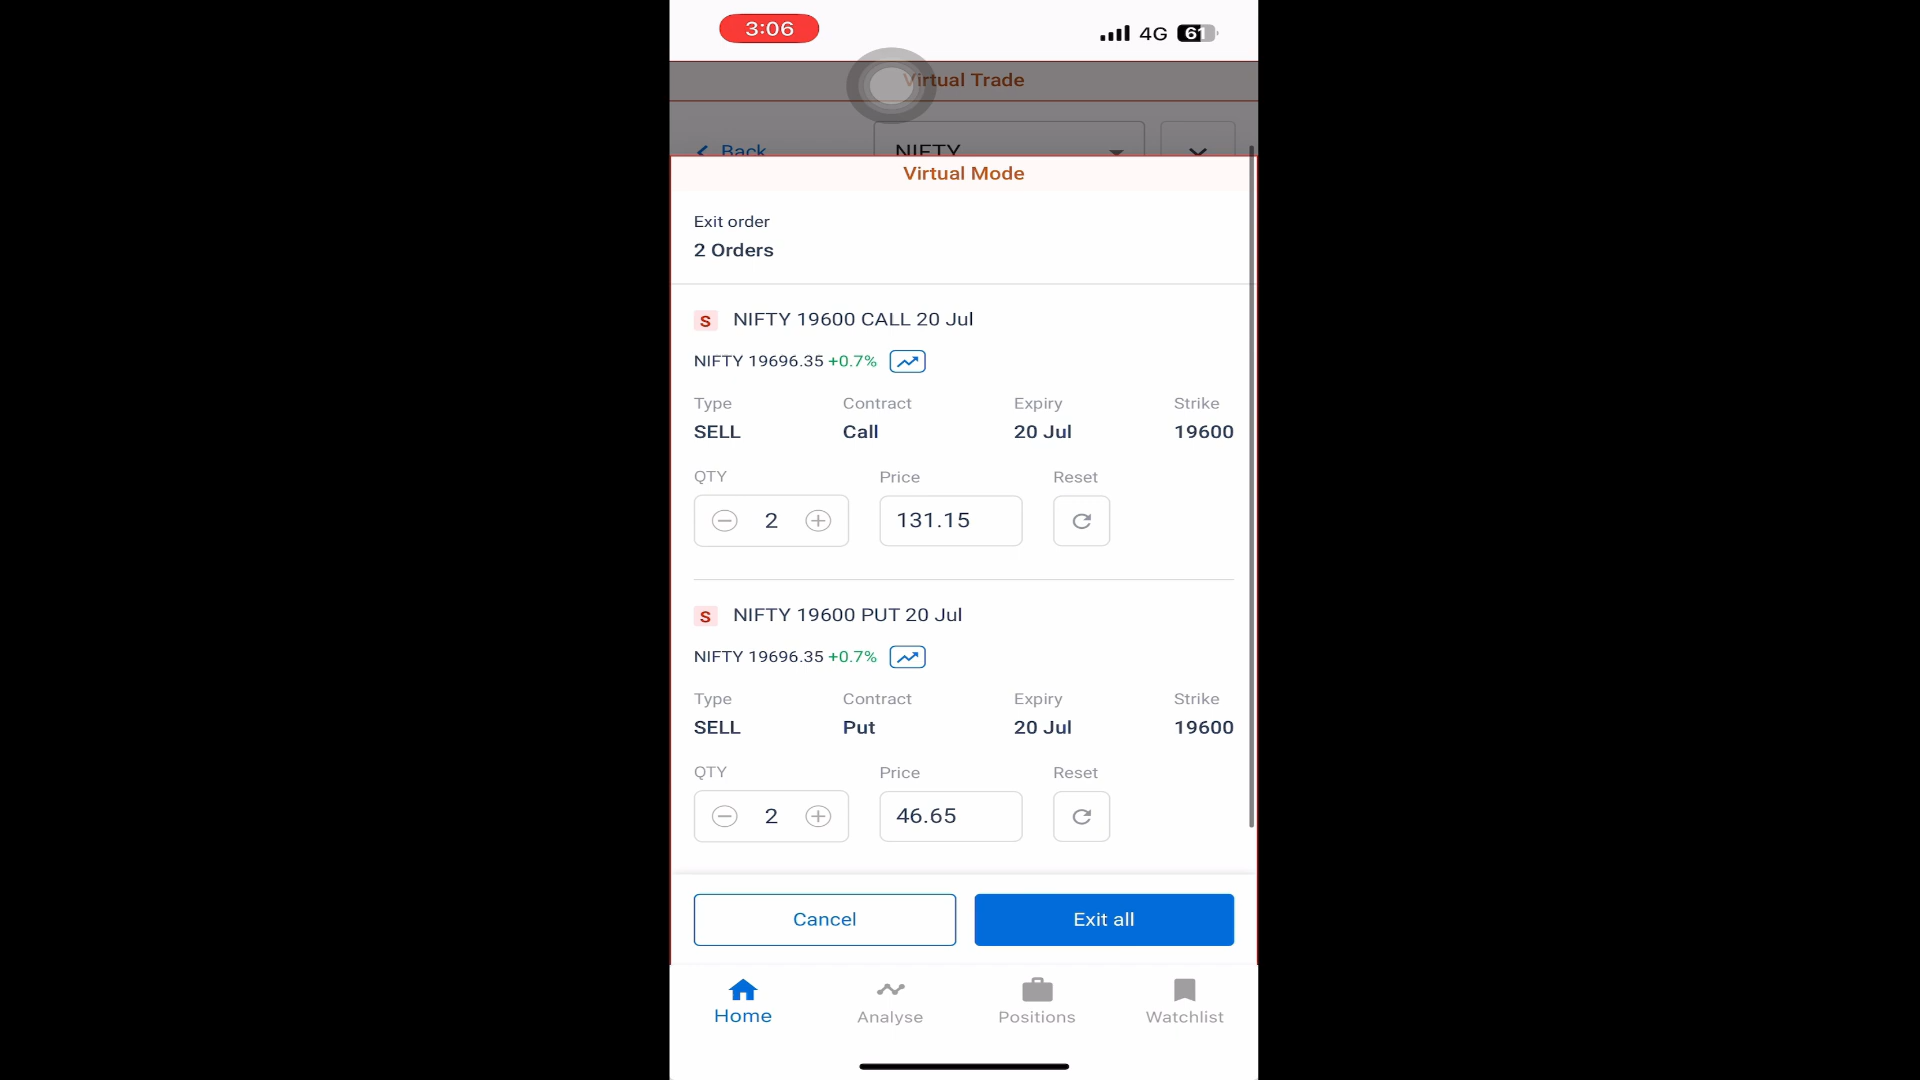 3:06 4G 61
Virtual Trade
Back NIFTY
Virtual Mode
Exit order
2 Orders
S NIFTY 19600 CALL 20 Jul
NIFTY 19696.35 +0.7%
Type Contract Expiry Strike
SELL Call 20 Jul 19600
QTY Price Reset
2 131.15
S NIFTY 19600 PUT 20 Jul
NIFTY 19696.35 +0.7%
Type Contract Expiry Strike
SELL Put 20 Jul 19600
QTY Price Reset
2 46.65
Cancel Exit all
Home Analyse Positions Watchlist